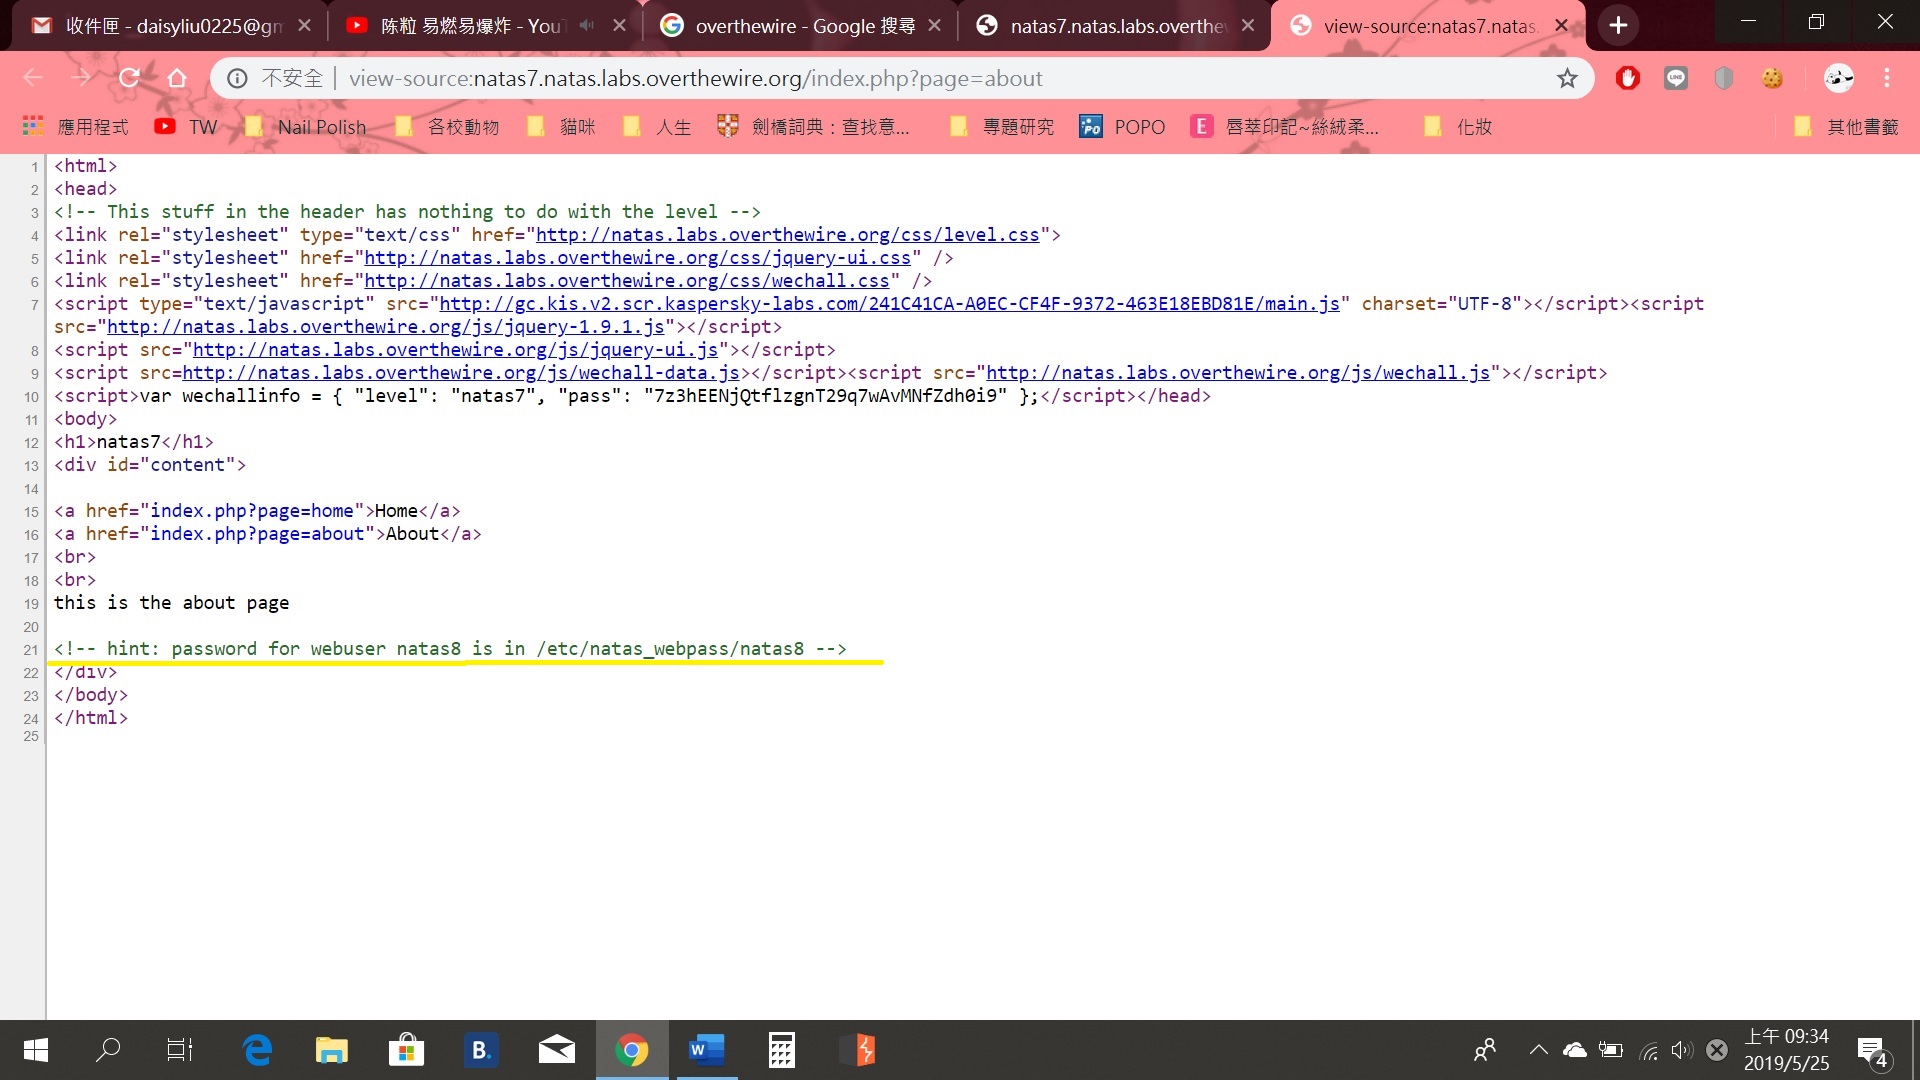 收件匣 - daisyliu0225@gm
陈粒 易燃易爆炸 - YouT
overthewire - Google 搜尋
natas7.natas.labs.overthew
view-source:natas7.natas.
不安全 | view-source:natas7.natas.labs.overthewire.org/index.php?page=about
應用程式 TW Nail Polish 各校動物 貓咪 人生 劍橋詞典：查找意... 專題研究 POPO 唇萃印記~絲絨柔... 化妝 其他書籤
1 <html>
2 <head>
3 <!-- This stuff in the header has nothing to do with the level -->
4 <link rel="stylesheet" type="text/css" href="http://natas.labs.overthewire.org/css/level.css">
5 <link rel="stylesheet" href="http://natas.labs.overthewire.org/css/jquery-ui.css" />
6 <link rel="stylesheet" href="http://natas.labs.overthewire.org/css/wechall.css" />
7 <script type="text/javascript" src="http://gc.kis.v2.scr.kaspersky-labs.com/241C41CA-A0EC-CF4F-9372-463E18EBD81E/main.js" charset="UTF-8"></script><script
src="http://natas.labs.overthewire.org/js/jquery-1.9.1.js"></script>
8 <script src="http://natas.labs.overthewire.org/js/jquery-ui.js"></script>
9 <script src=http://natas.labs.overthewire.org/js/wechall-data.js></script><script src="http://natas.labs.overthewire.org/js/wechall.js"></script>
10 <script>var wechallinfo = { "level": "natas7", "pass": "7z3hEENjQtflzgnT29q7wAvMNfZdh0i9" };</script></head>
11 <body>
12 <h1>natas7</h1>
13 <div id="content">
14
15 <a href="index.php?page=home">Home</a>
16 <a href="index.php?page=about">About</a>
17 <br>
18 <br>
19 this is the about page
20
21 <!-- hint: password for webuser natas8 is in /etc/natas_webpass/natas8 -->
22 </div>
23 </body>
24 </html>
25
上午 09:34
2019/5/25
4